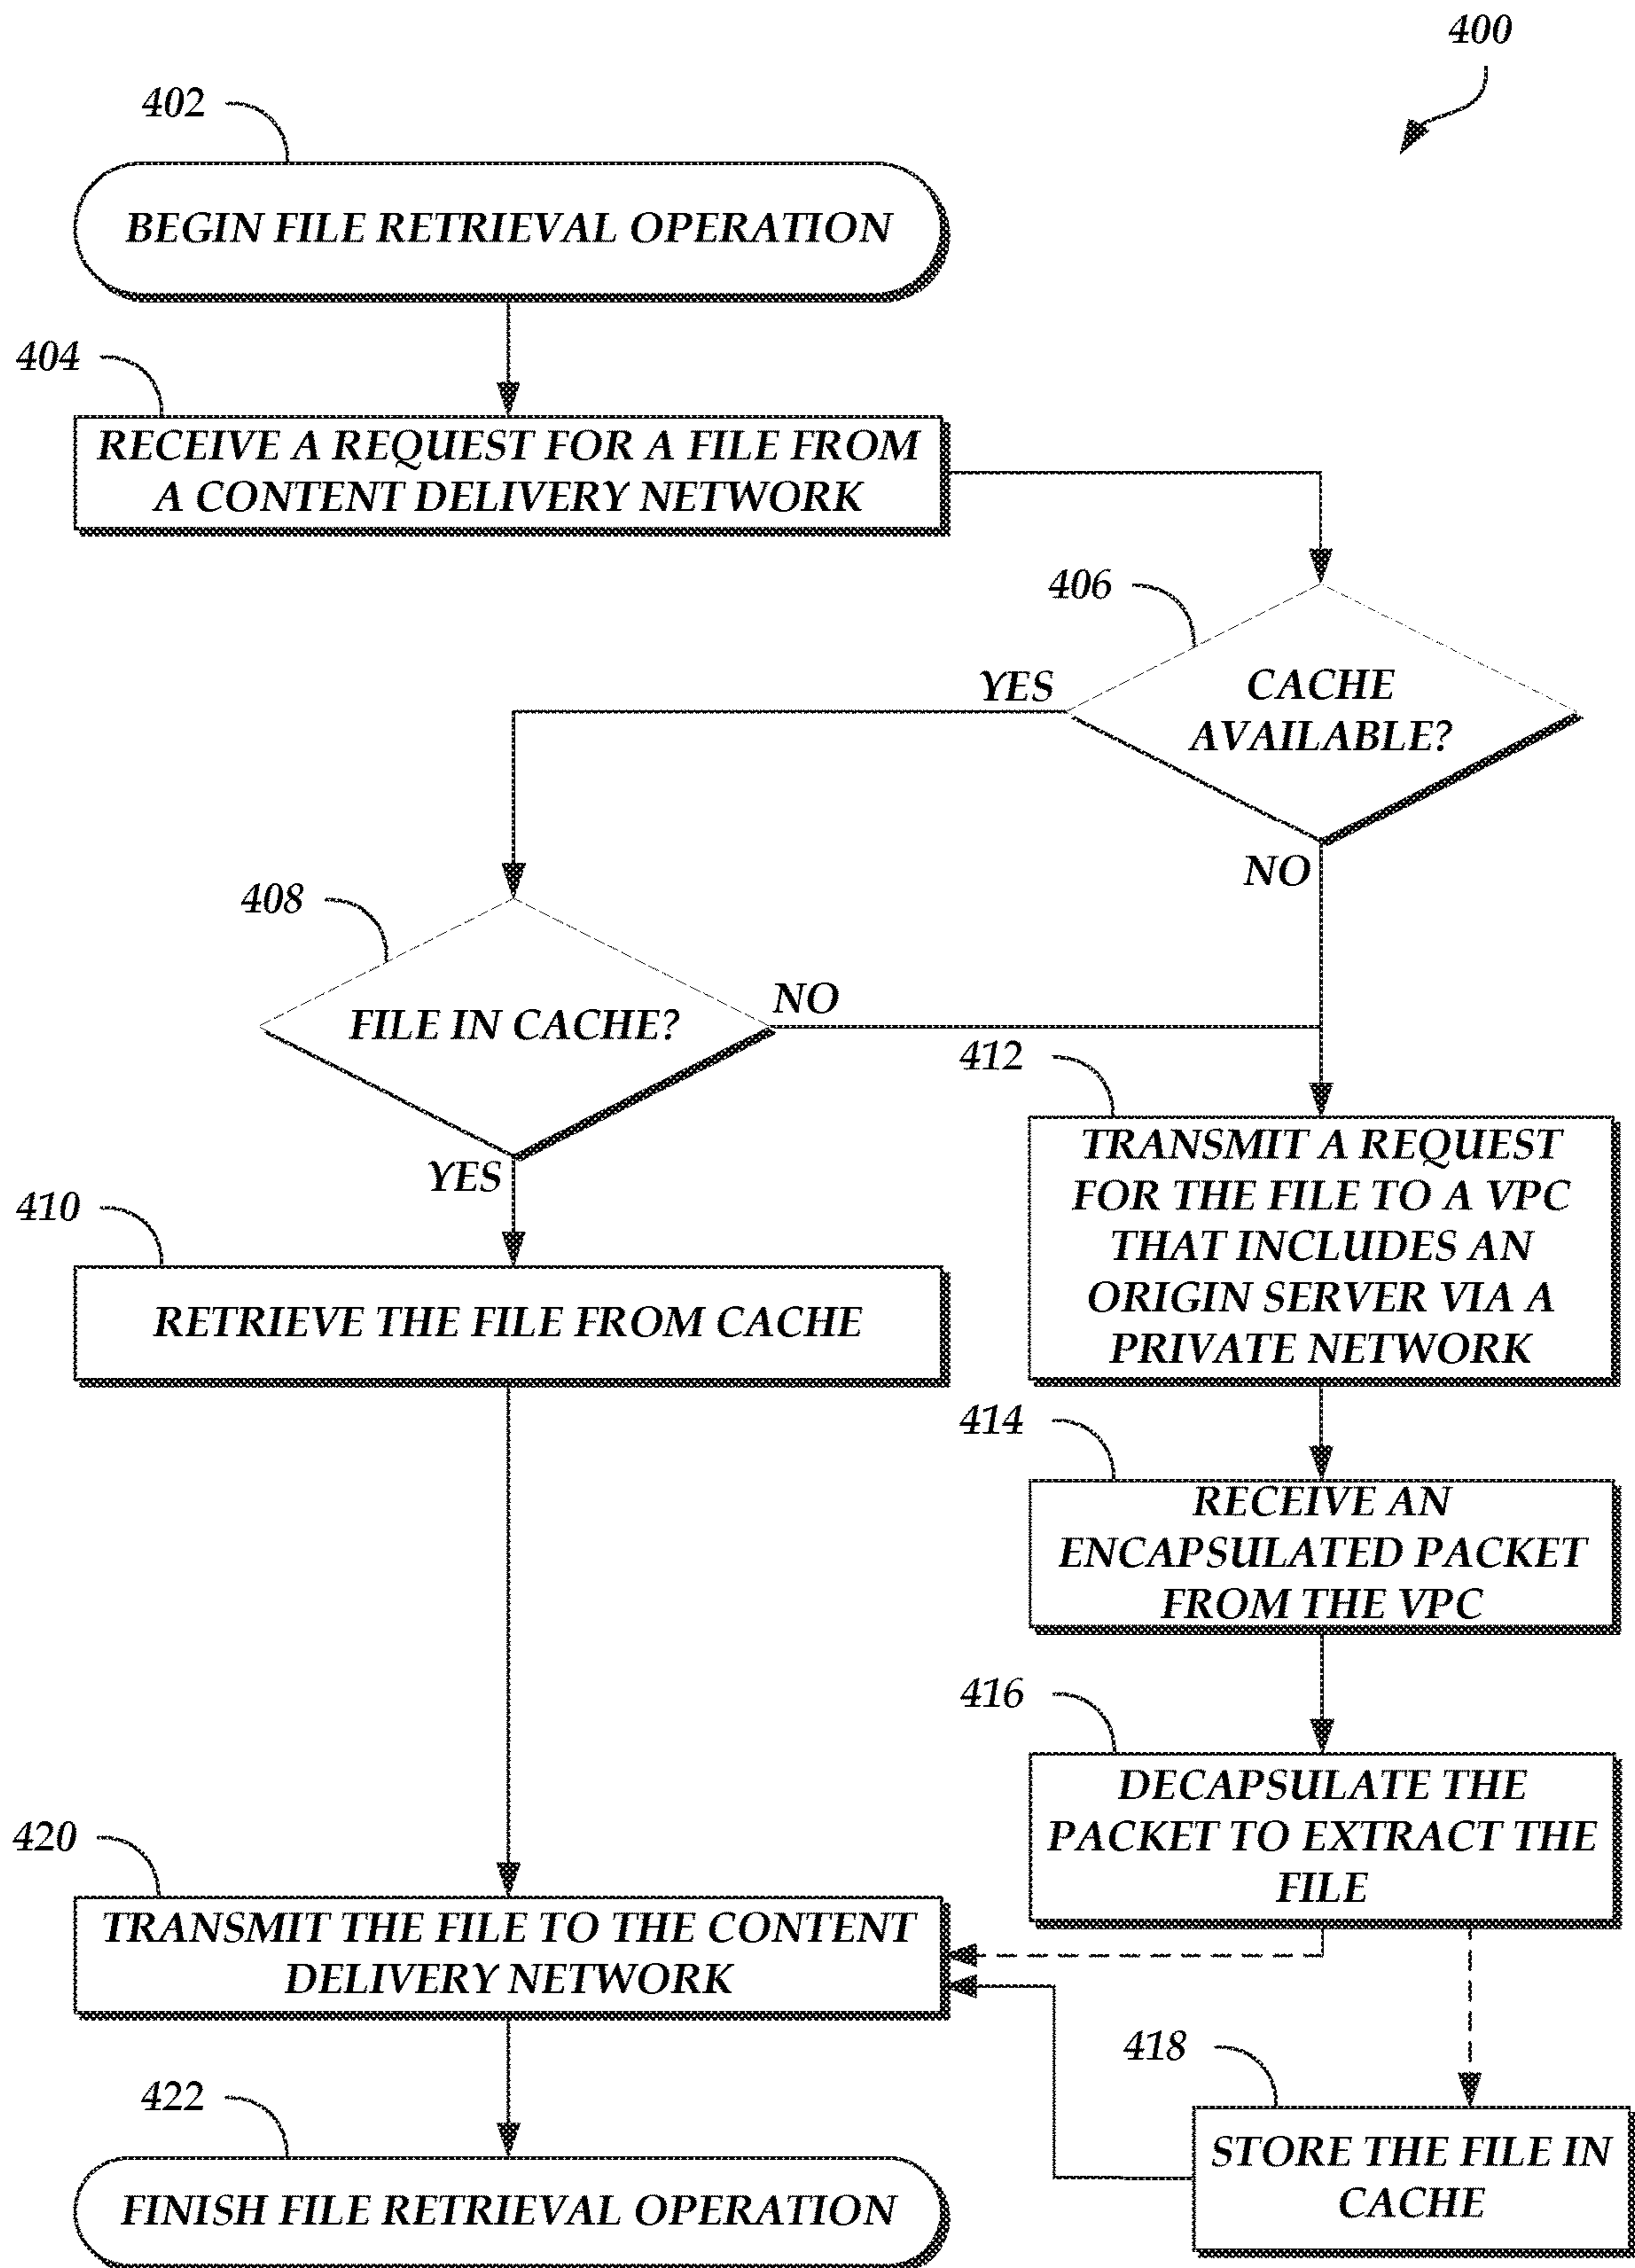 400
402
BEGIN FILE RETRIEVAL OPERATION
404
RECEIVE A REQUEST FOR A FILE FROM
A CONTENT DELIVERY NETWORK
406
CACHE
AVAILABLE?
YES
NO
408
FILE IN CACHE?
NO
YES
410
RETRIEVE THE FILE FROM CACHE
412
TRANSMIT A REQUEST
FOR THE FILE TO A VPC
THAT INCLUDES AN
ORIGIN SERVER VIA A
PRIVATE NETWORK
414
RECEIVE AN
ENCAPSULATED PACKET
FROM THE VPC
416
DECAPSULATE THE
PACKET TO EXTRACT THE
FILE
418
STORE THE FILE IN
CACHE
420
TRANSMIT THE FILE TO THE CONTENT
DELIVERY NETWORK
422
FINISH FILE RETRIEVAL OPERATION